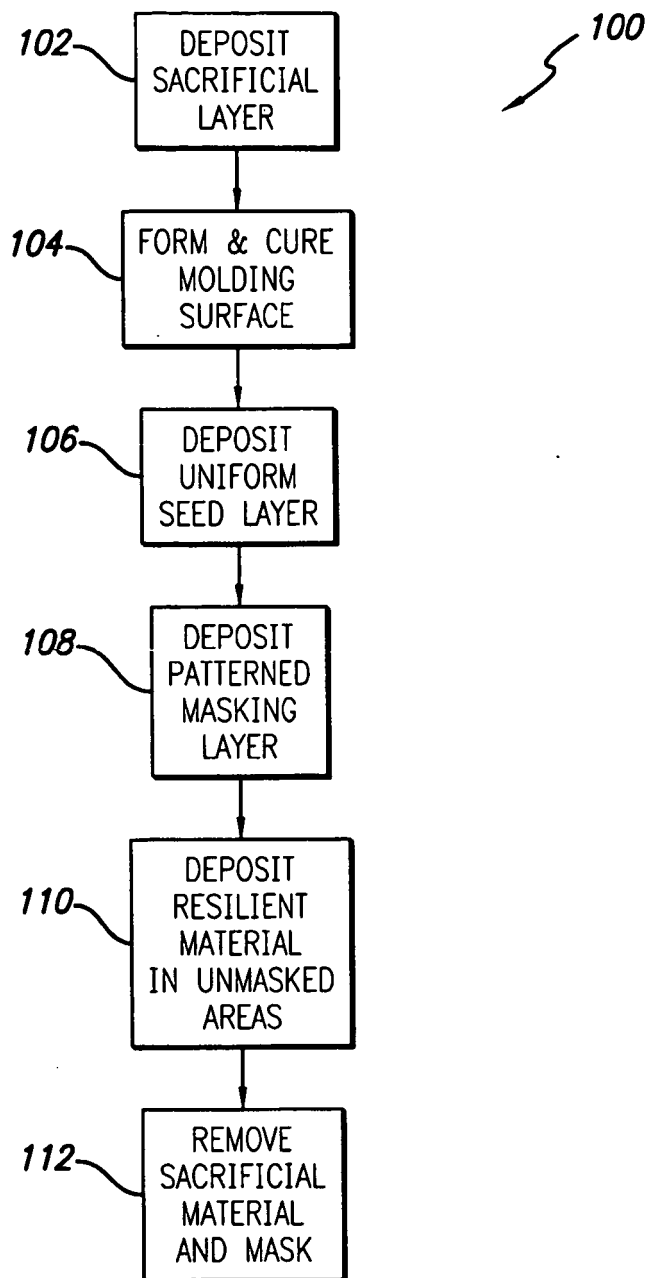 100
102
DEPOSIT
SACRIFICIAL
LAYER
104
FORM & CURE
MOLDING
SURFACE
106
DEPOSIT
UNIFORM
SEED LAYER
108
DEPOSIT
PATTERNED
MASKING
LAYER
110
DEPOSIT
RESILIENT
MATERIAL
IN UNMASKED
AREAS
112
REMOVE
SACRIFICIAL
MATERIAL
AND MASK